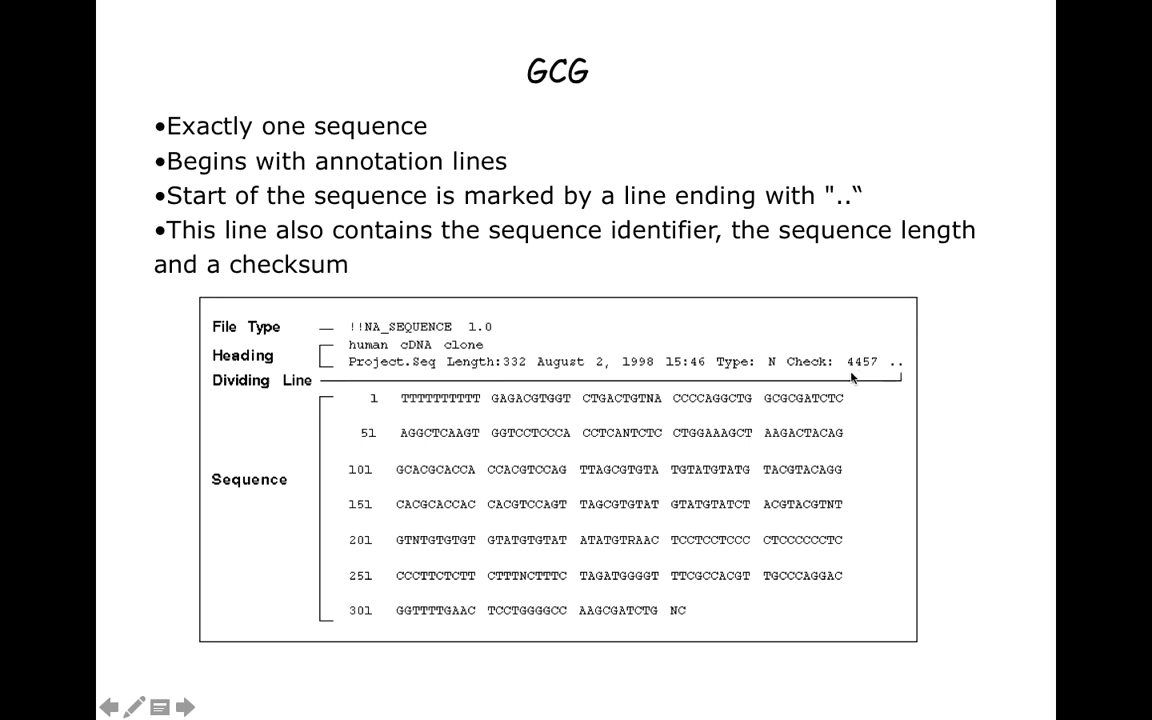 GCG
•Exactly one sequence
•Begins with annotation lines
•Start of the sequence is marked by a line ending with "..“
•This line also contains the sequence identifier, the sequence length
and a checksum
File Type !!NA_SEQUENCE 1.0
Heading human cDNA clone
Project.Seq Length:332 August 2, 1998 15:46 Type: N Check: 4457 ..
Dividing Line
Sequence
1 TTTTTTTTTT GAGACGTGGT CTGACTGTNA CCCCAGGCTG GCGCGATCTC
51 AGGCTCAAGT GGTCCTCCCA CCTCANTCTC CTGGAAAGCT AAGACTACAG
101 GCACGCACCA CCACGTCCAG TTAGCGTGTA TGTATGTATG TACGTACAGG
151 CACGCACCAC CACGTCCAGT TAGCGTGTAT GTATGTATCT ACGTACGTNT
201 GTNTGTGTGT GTATGTGTAT ATATGTRAAC TCCTCCTCCC CTCCCCCCTC
251 CCCTTCTCTT CTTTNCTTTC TAGATGGGGT TTCGCCACGT TGCCCAGGAC
301 GGTTTTGAAC TCCTGGGGCC AAGCGATCTG NC